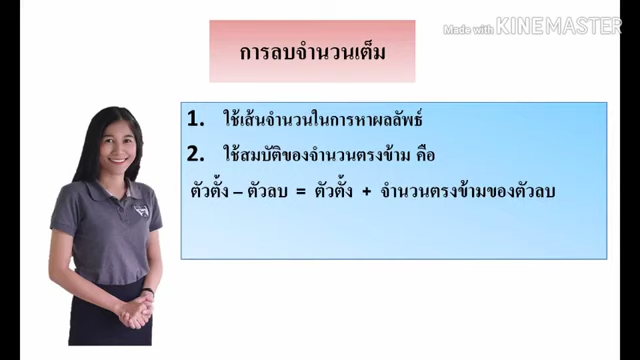 Made with KINEMASTER
การลบจำนวนเต็ม
1. ใช้เส้นจำนวนในการหาผลลัพธ์
2. ใช้สมบัติของจำนวนตรงข้าม คือ
ตัวตั้ง – ตัวลบ = ตัวตั้ง + จำนวนตรงข้ามของตัวลบ